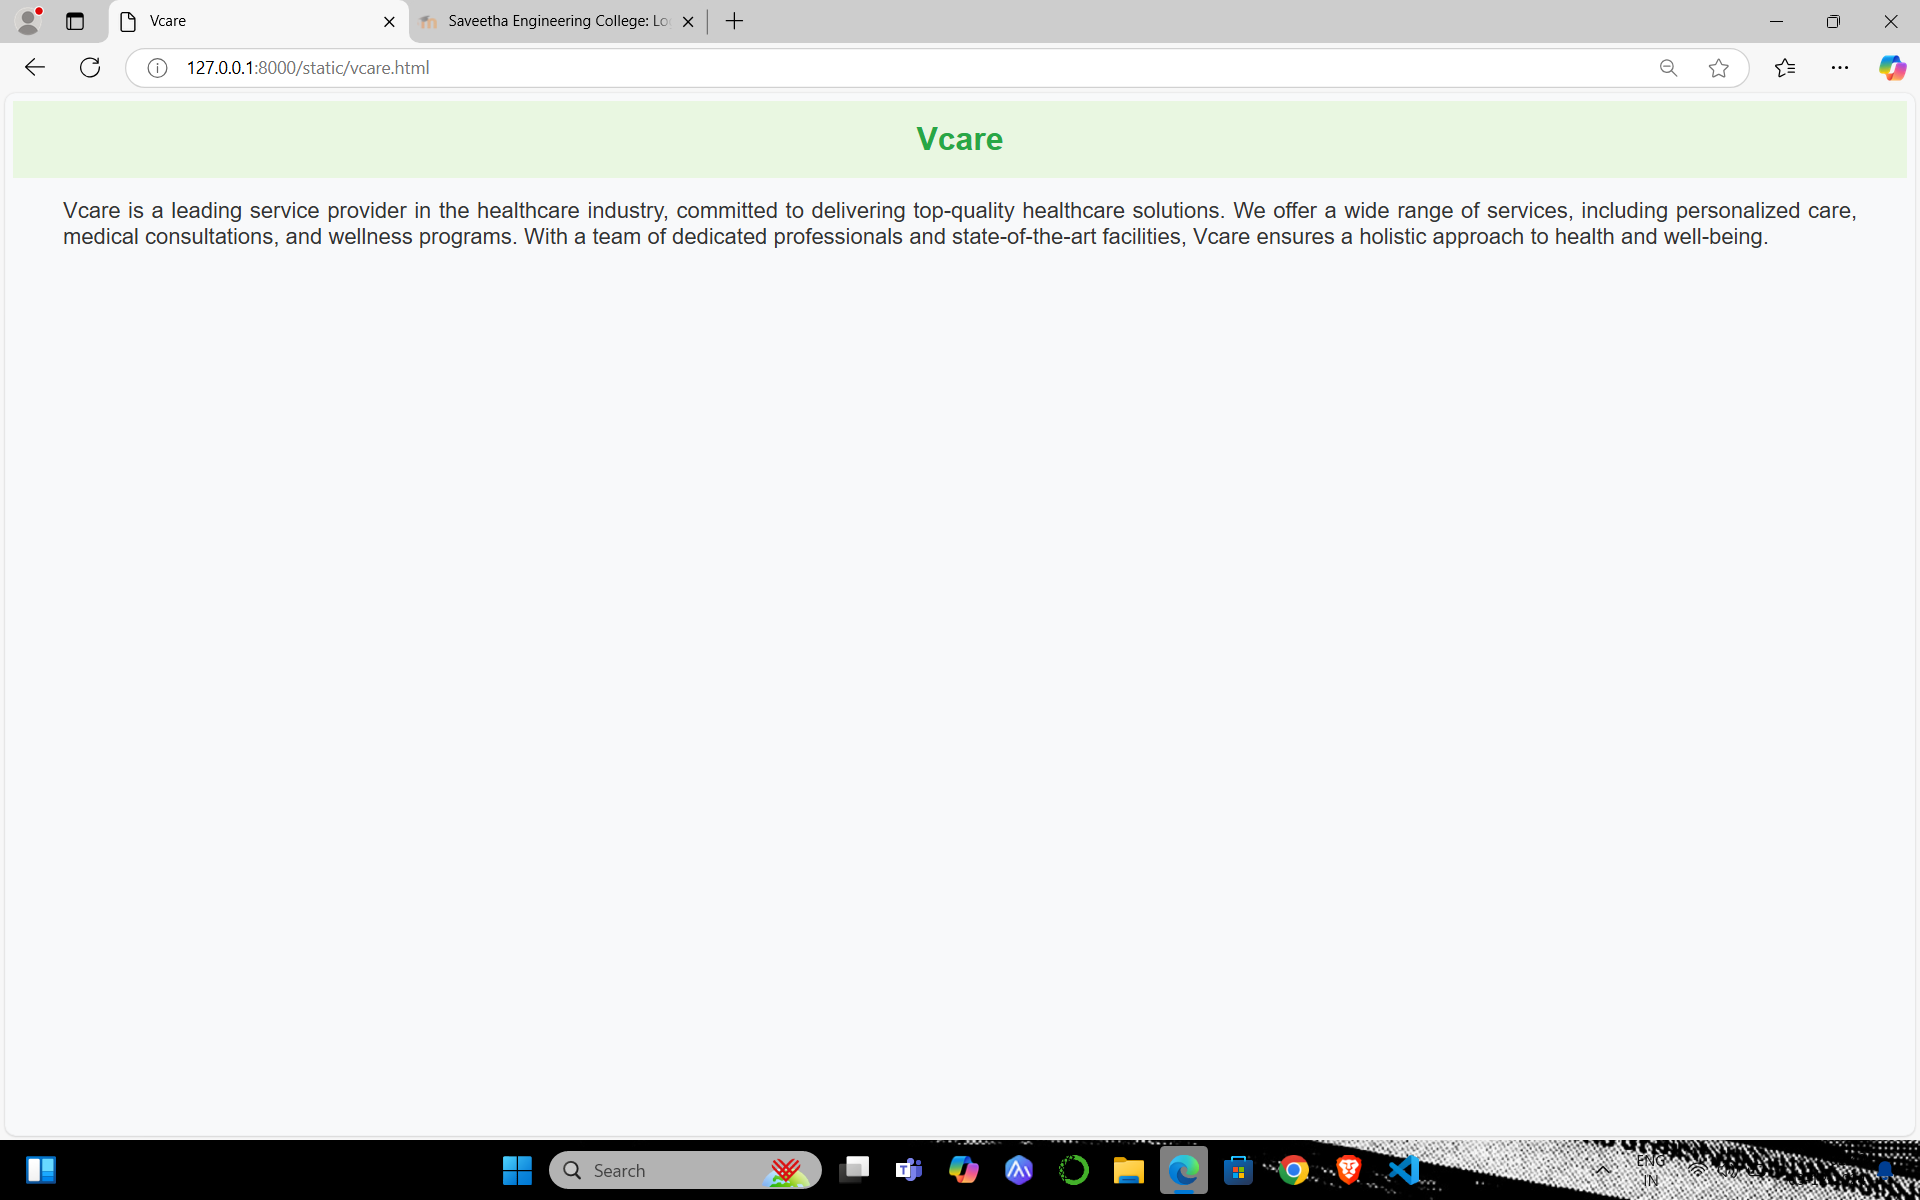 Vcare
Saveetha Engineering College: Lo
127.0.0.1:8000/static/vcare.html
Vcare
Vcare is a leading service provider in the healthcare industry, committed to delivering top-quality healthcare solutions. We offer a wide range of services, including personalized care,
medical consultations, and wellness programs. With a team of dedicated professionals and state-of-the-art facilities, Vcare ensures a holistic approach to health and well-being.
Search
ENG
IN